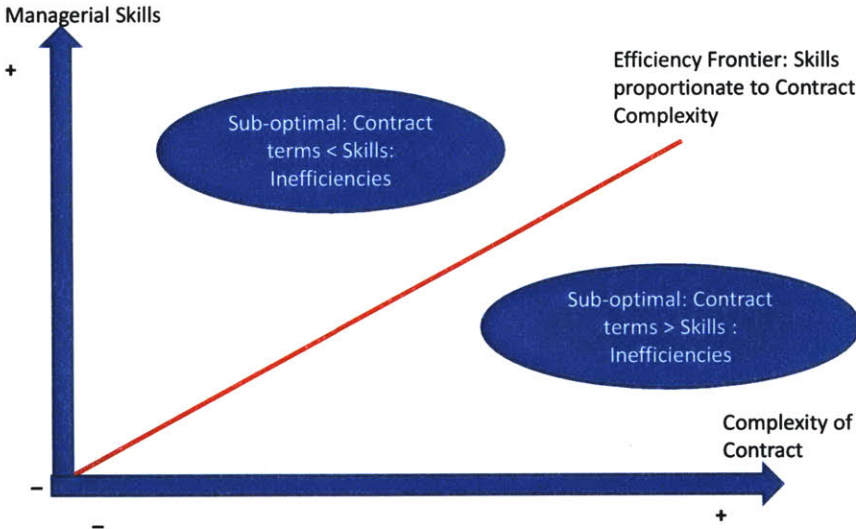 Managerial Skills
+
Efficiency Frontier: Skills
proportionate to Contract
Complexity
Sub-optimal: Contract
terms < Skills:
Inefficiencies
Sub-optimal: Contract
terms > Skills :
Inefficiencies
Complexity of
Contract
–
–
+